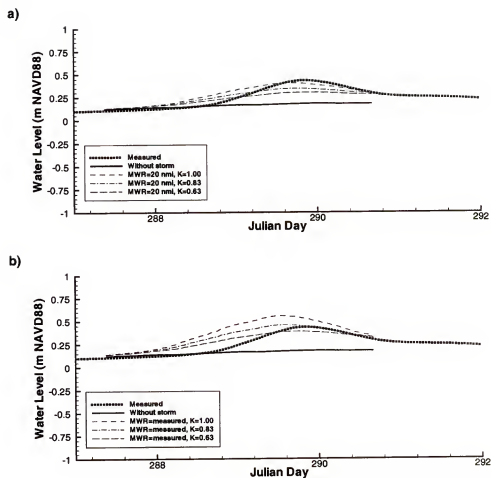 a)
1
0.75
0.5
0.25
0
-0.25
-0.5
-0.75
-1
Water Level (m NAVD88)
Measured
Without storm
MWR=20 nmi, K=1.00
MWR=20 nmi, K=0.83
MWR=20 nmi, K=0.63
288
290
292
Julian Day
b)
1
0.75
0.5
0.25
0
-0.25
-0.5
-0.75
-1
Water Level (m NAVD88)
Measured
Without storm
MWR=measured, K=1.00
MWR=measured, K=0.83
MWR=measured, K=0.63
288
290
292
Julian Day